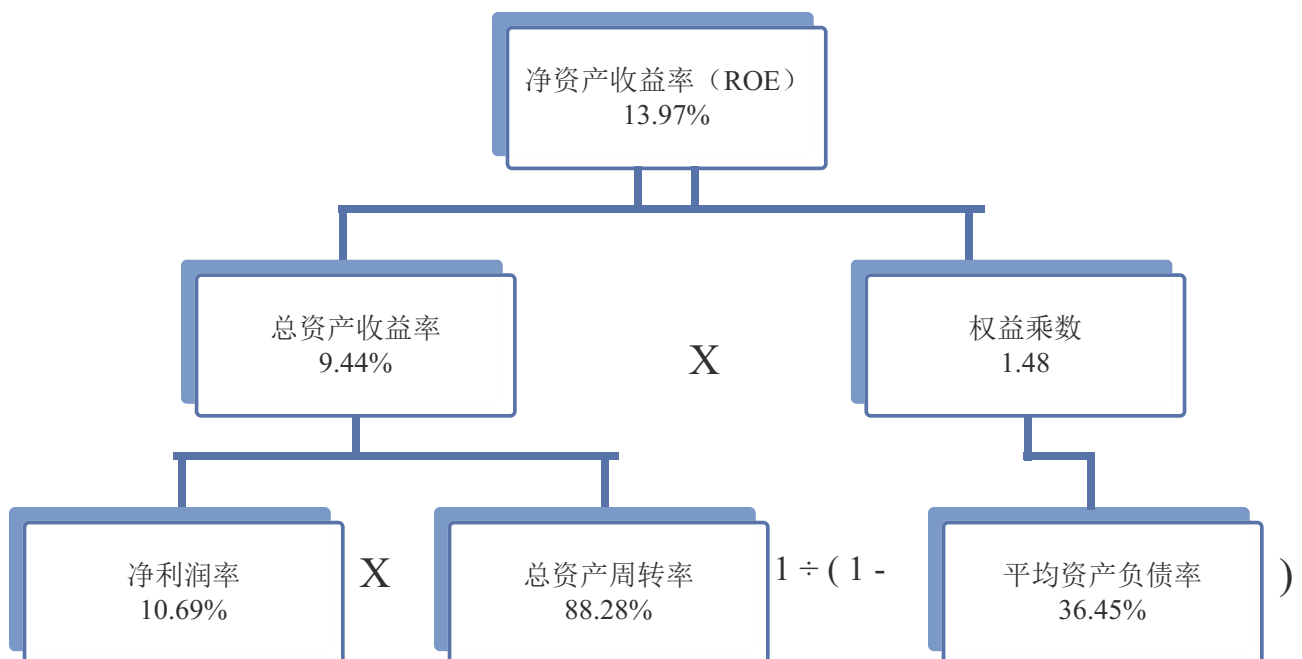 净资产收益率（ROE）
13.97%
总资产收益率
9.44%
X
权益乘数
1.48
净利润率
10.69%
X
总资产周转率
88.28%
1 ÷ ( 1 -
平均资产负债率
36.45%
)